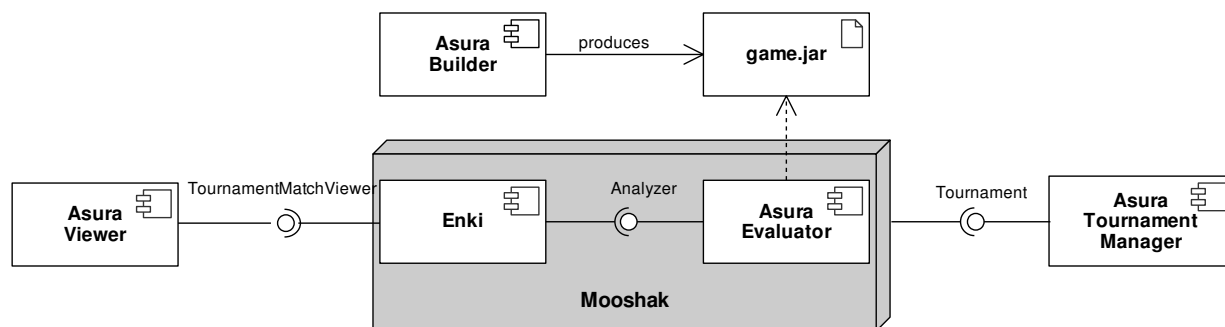 Asura
Builder
produces
game.jar
TournamentMatchViewer
Analyzer
Tournament
Asura
Viewer
Enki
Asura
Evaluator
Asura
Tournament
Manager
Mooshak